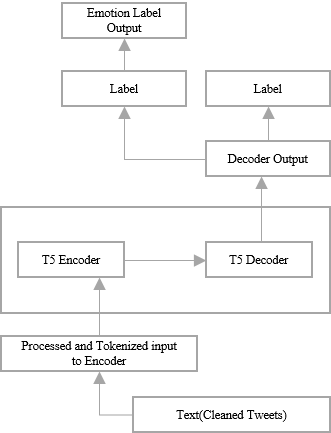 Emotion Label
Output
Label
Label
Decoder Output
T5 Encoder
T5 Decoder
Processed and Tokenized input
to Encoder
Text(Cleaned Tweets)